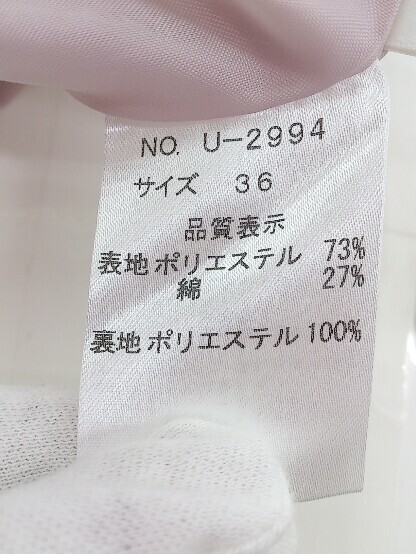 NO. U-2994
サイズ 36
品質表示
表地 ポリエステル 73%
綿 27%
裏地 ポリエステル 100%